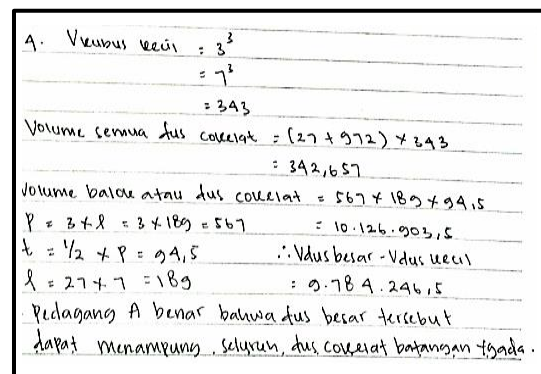 4. Vkubus kecil = 3³
= 7³
= 343
Volume semua dus cokelat = (27 + 972) × 343
= 342,657
Volume balok atau dus cokelat = 567 × 189 × 94,5
P = 3 × l = 3 × 189 = 567
= 10.126.903,5
t = 1/2 × P = 94,5
∴ Vdus besar - Vdus kecil
l = 27 × 7 = 189
= 9.784.246,5
Pedagang A benar bahwa dus besar tersebut
dapat menampung seluruh dus cokelat batangan